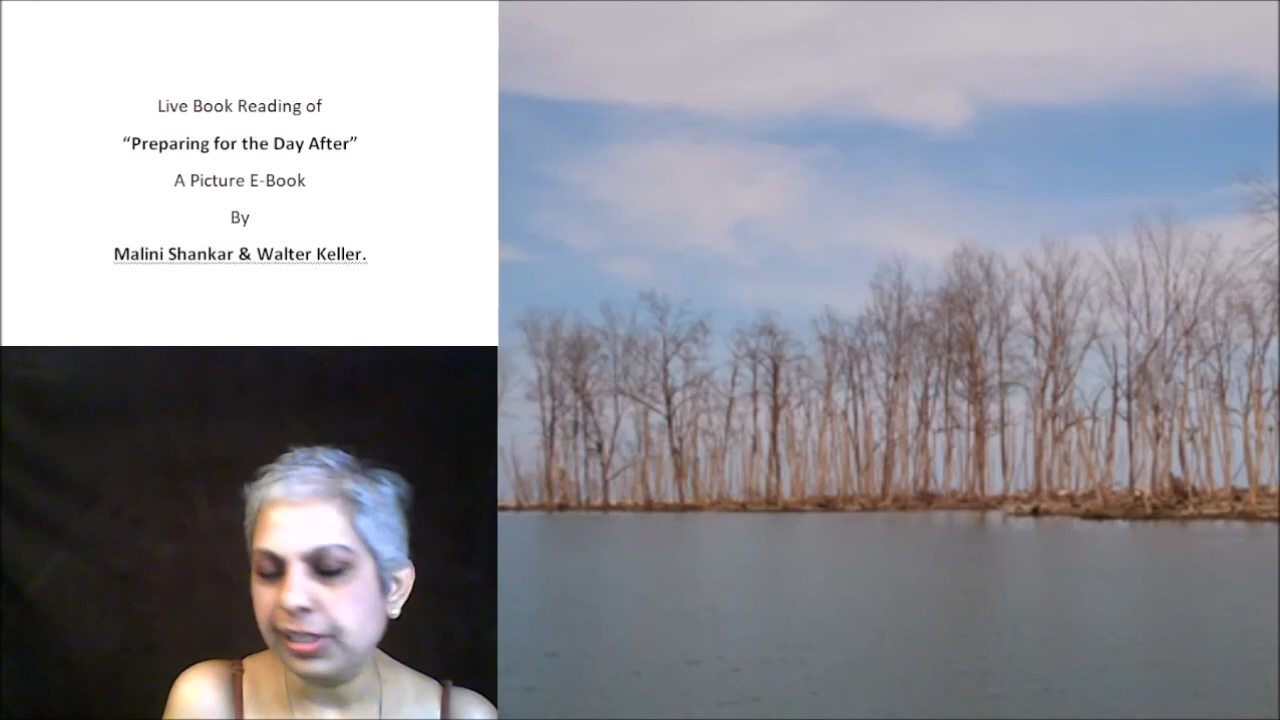 Live Book Reading of
“Preparing for the Day After”
A Picture E-Book
By
Malini Shankar & Walter Keller.